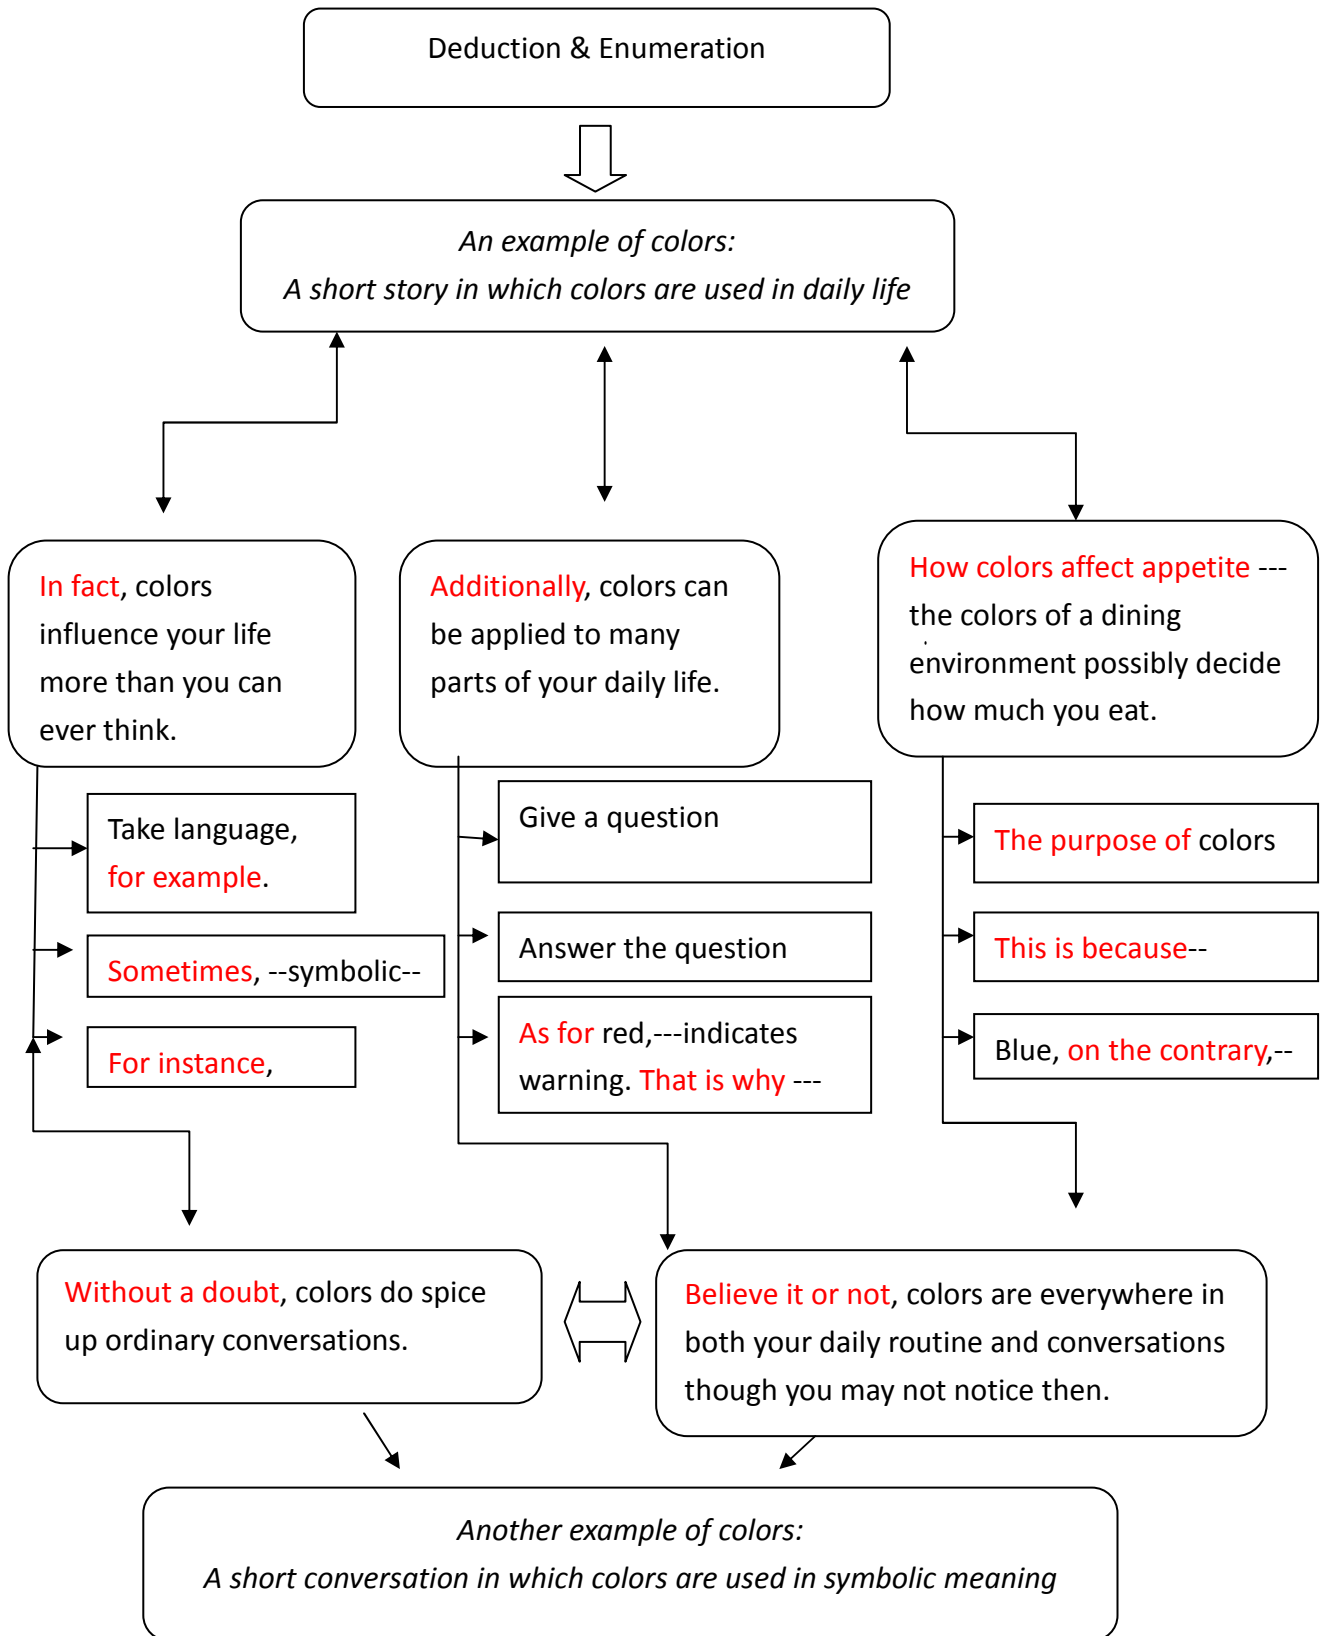 Deduction & Enumeration
An example of colors:
A short story in which colors are used in daily life
In fact, colors
influence your life
more than you can
ever think.
Additionally, colors can
be applied to many
parts of your daily life.
How colors affect appetite ---
the colors of a dining
environment possibly decide
how much you eat.
Take language,
for example.
Sometimes, --symbolic--
For instance,
Give a question
Answer the question
As for red,---indicates
warning. That is why ---
The purpose of colors
This is because--
Blue, on the contrary,--
Without a doubt, colors do spice
up ordinary conversations.
Believe it or not, colors are everywhere in
both your daily routine and conversations
though you may not notice then.
Another example of colors:
A short conversation in which colors are used in symbolic meaning